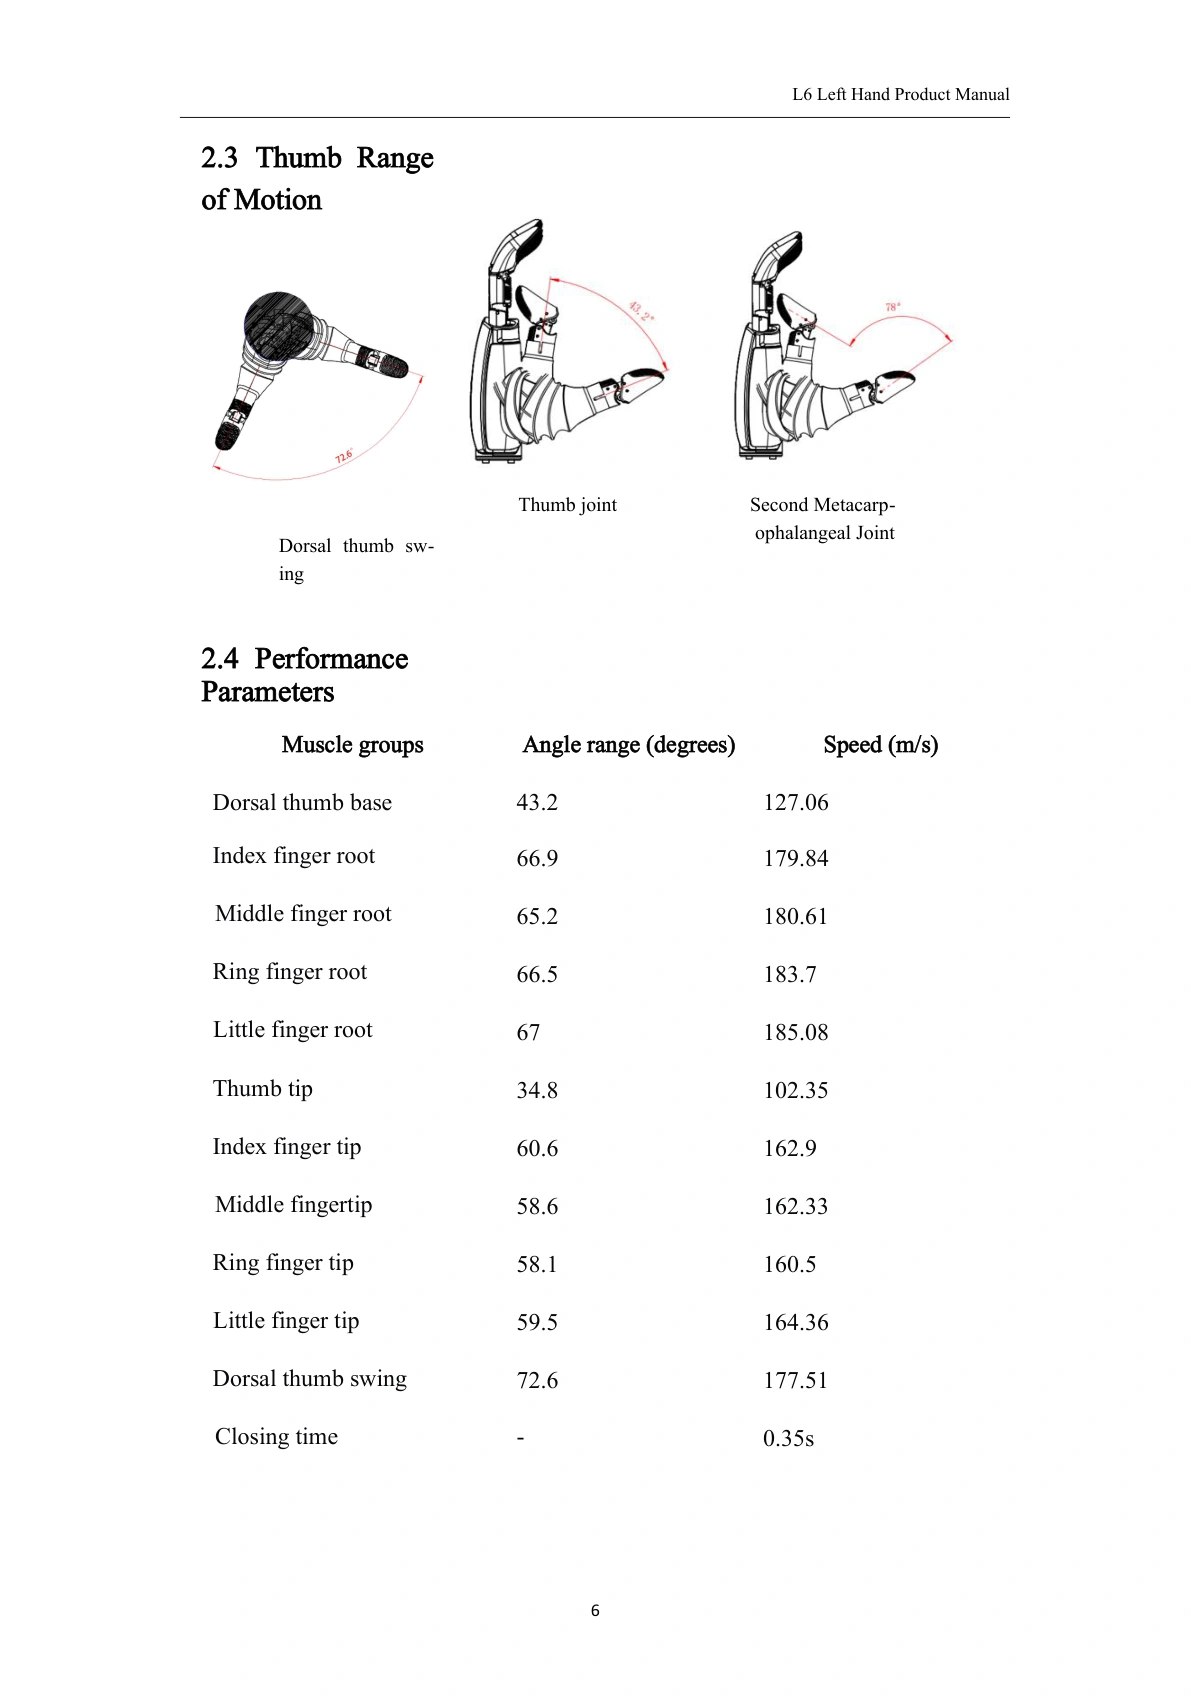 L6 Left Hand Product Manual
2.3 Thumb Range
of Motion
43.2°
78°
72.6°
Thumb joint
Second Metacarp-
ophalangeal Joint
Dorsal thumb sw-
ing
2.4 Performance
Parameters
Muscle groups Angle range (degrees) Speed (m/s)
Dorsal thumb base 43.2 127.06
Index finger root 66.9 179.84
Middle finger root 65.2 180.61
Ring finger root 66.5 183.7
Little finger root 67 185.08
Thumb tip 34.8 102.35
Index finger tip 60.6 162.9
Middle fingertip 58.6 162.33
Ring finger tip 58.1 160.5
Little finger tip 59.5 164.36
Dorsal thumb swing 72.6 177.51
Closing time - 0.35s
6